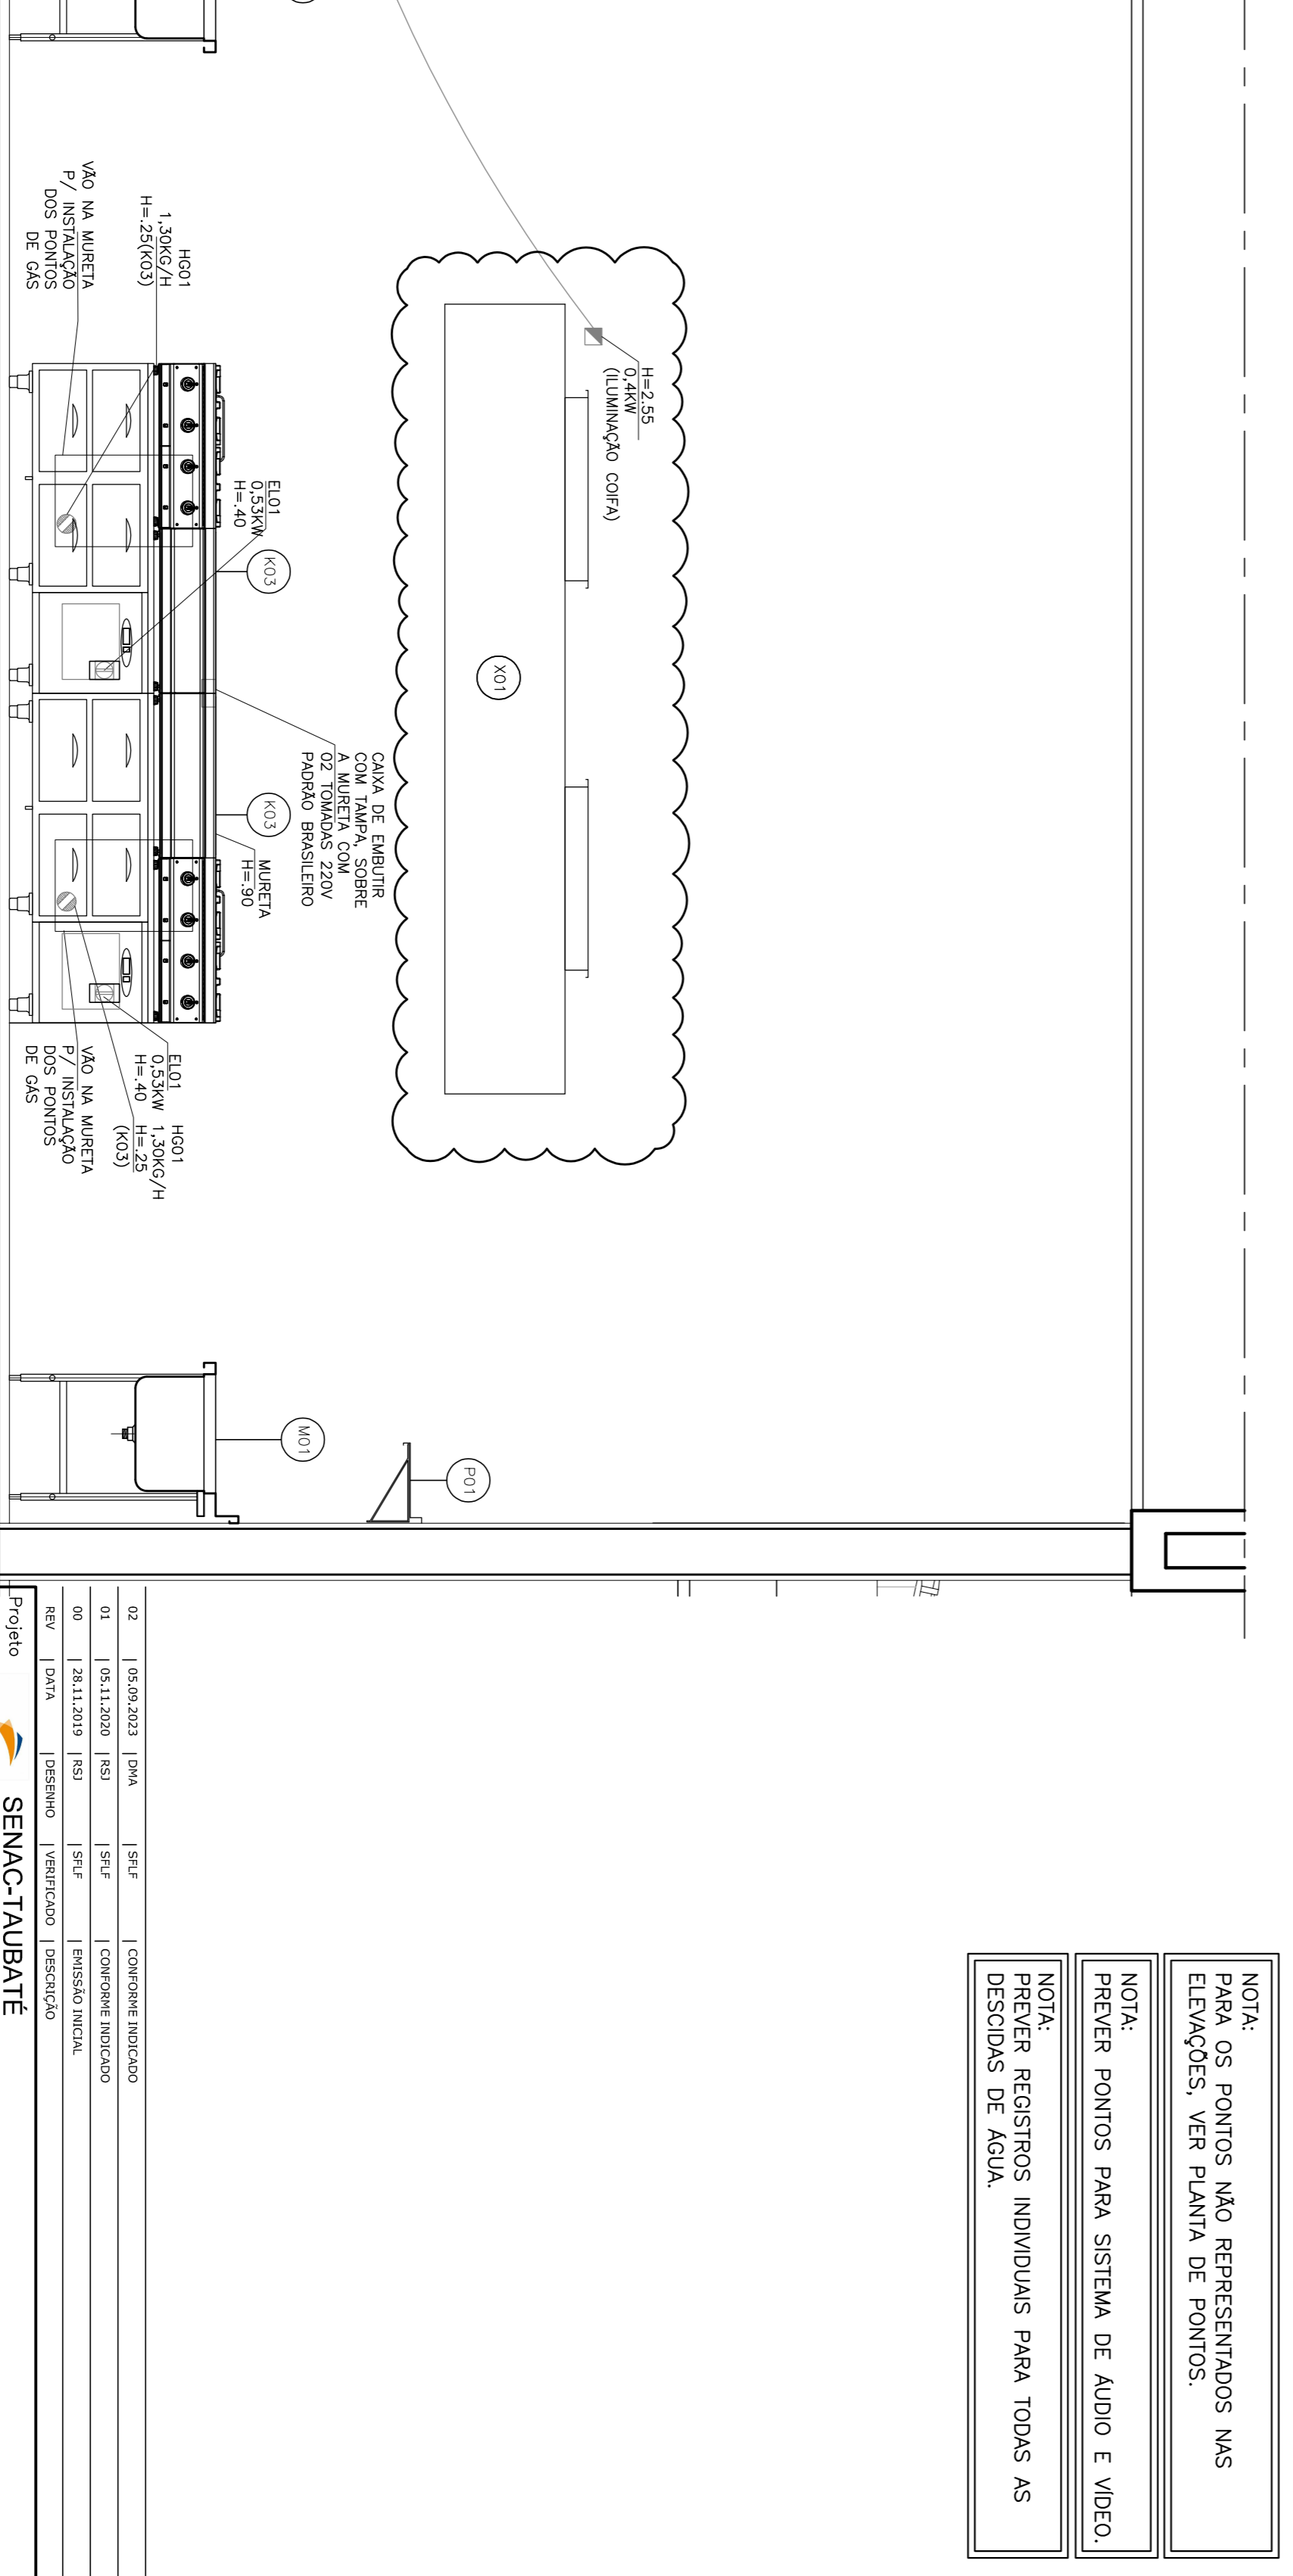 NOTA:
PARA OS PONTOS NÃO REPRESENTADOS NAS
ELEVAÇÕES, VER PLANTA DE PONTOS.
NOTA:
PREVER PONTOS PARA SISTEMA DE ÁUDIO E VÍDEO.
NOTA:
PREVER REGISTROS INDIVIDUAIS PARA TODAS AS
DESCIDAS DE ÁGUA.
H=2.55
0,4KW
(ILUMINAÇÃO COIFA)
X01
P01
CAIXA DE EMBUTIR
COM TAMPA, SOBRE
A MURETA COM
02 TOMADAS 220V
PADRÃO BRASILEIRO
M01
K03
K03
EL01
0,53KW
H=.40
MURETA
H=.90
HG01
1,30KG/H
H=.25(K03)
VÃO NA MURETA
P/ INSTALAÇÃO
DOS PONTOS
DE GÁS
EL01
0,53KW
H=.40
HG01
1,30KG/H
H=.25
(K03)
VÃO NA MURETA
P/ INSTALAÇÃO
DOS PONTOS
DE GÁS
02 | 05.09.2023 | DMA | SFLF | CONFORME INDICADO
01 | 05.11.2020 | RSJ | SFLF | CONFORME INDICADO
00 | 28.11.2019 | RSJ | SFLF | EMISSÃO INICIAL
REV | DATA | DESENHO | VERIFICADO | DESCRIÇÃO
Projeto
SENAC-TAUBATÉ